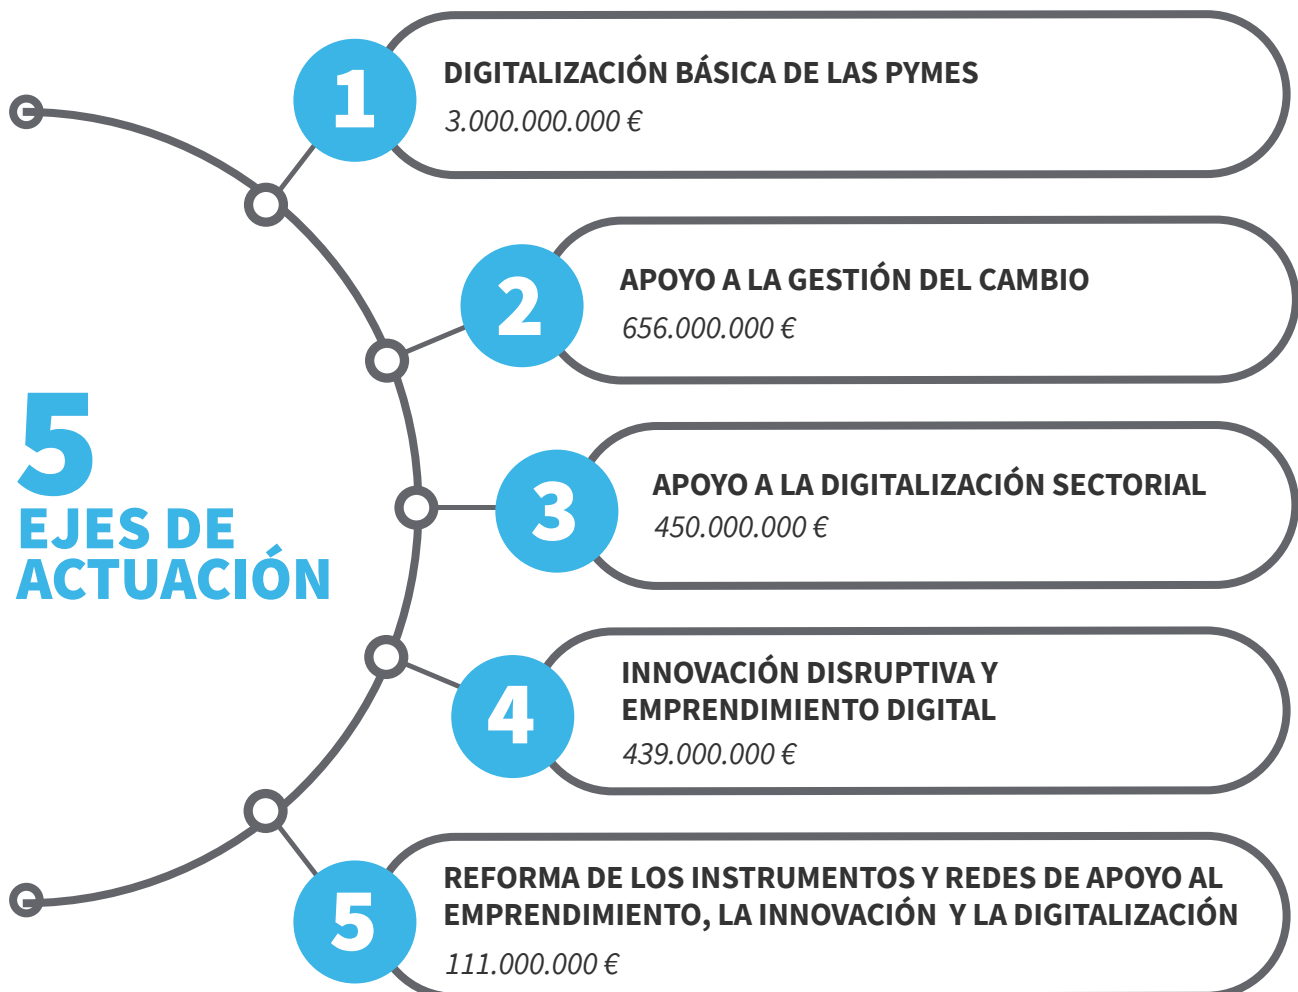 5
EJES DE
ACTUACIÓN
1
DIGITALIZACIÓN BÁSICA DE LAS PYMES
3.000.000.000 €
2
APOYO A LA GESTIÓN DEL CAMBIO
656.000.000 €
3
APOYO A LA DIGITALIZACIÓN SECTORIAL
450.000.000 €
4
INNOVACIÓN DISRUPTIVA Y
EMPRENDIMIENTO DIGITAL
439.000.000 €
5
REFORMA DE LOS INSTRUMENTOS Y REDES DE APOYO AL
EMPRENDIMIENTO, LA INNOVACIÓN Y LA DIGITALIZACIÓN
111.000.000 €